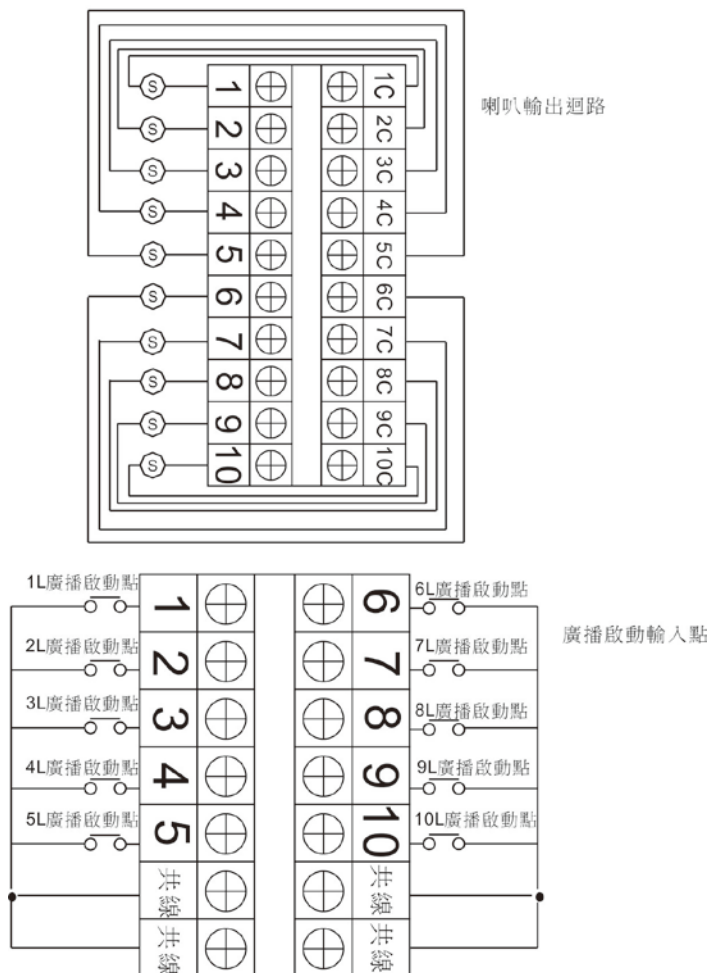 S 1 1C
喇叭輸出迴路
S 2 2C
S 3 3C
S 4 4C
S 5 5C
S 6 6C
S 7 7C
S 8 8C
S 9 9C
S 10 10C
1L廣播啟動點 1 6 6L廣播啟動點
廣播啟動輸入點
2L廣播啟動點 2 7 7L廣播啟動點
3L廣播啟動點 3 8 8L廣播啟動點
4L廣播啟動點 4 9 9L廣播啟動點
5L廣播啟動點 5 10 10L廣播啟動點
共線 共線
共線 共線